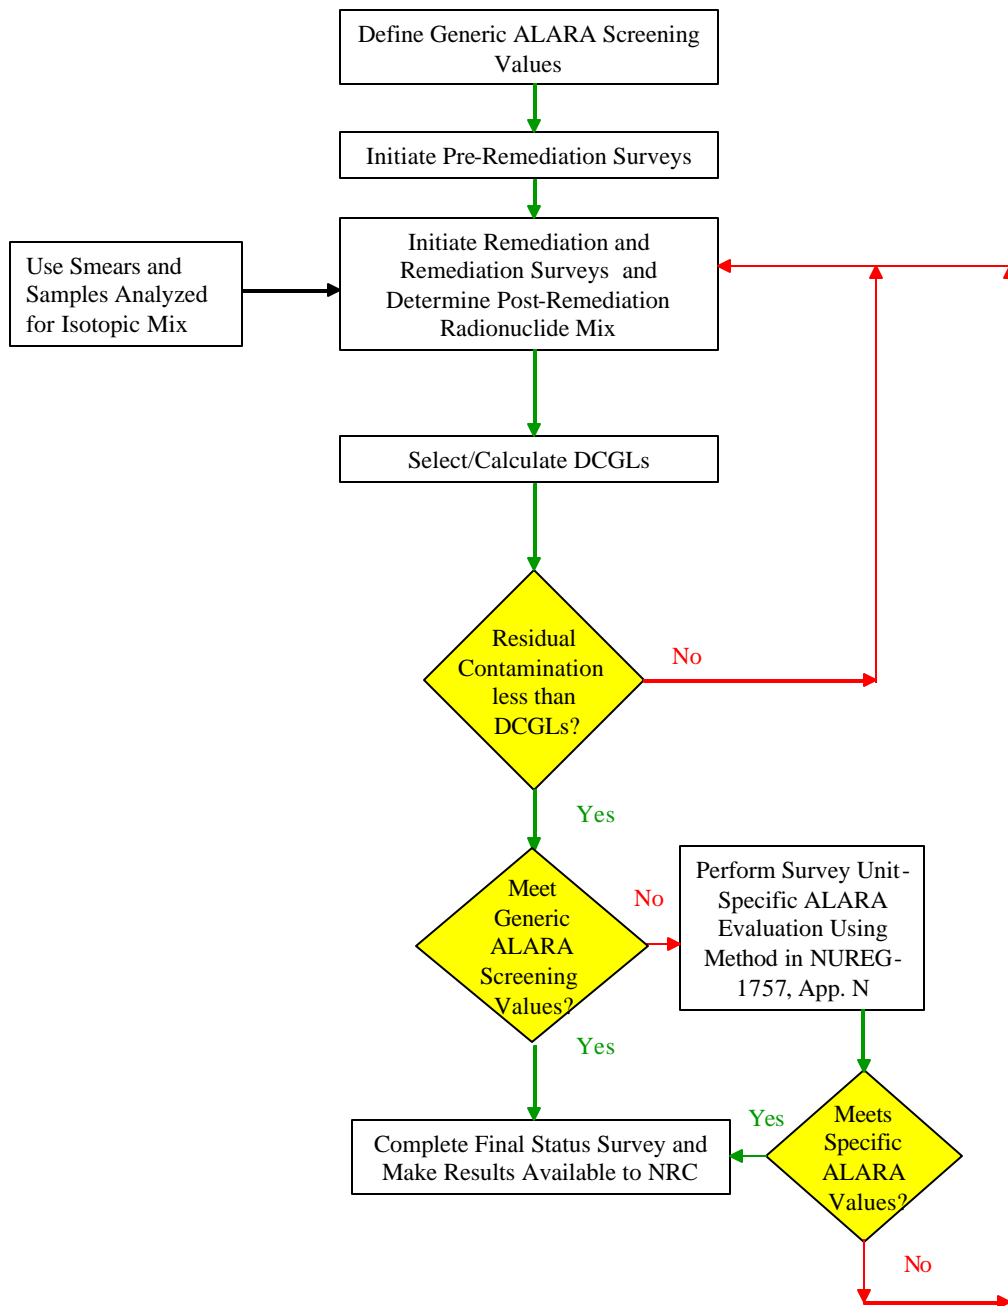 Define Generic ALARA Screening
Values
Initiate Pre-Remediation Surveys
Use Smears and
Samples Analyzed
for Isotopic Mix
Initiate Remediation and
Remediation Surveys and
Determine Post-Remediation
Radionuclide Mix
Select/Calculate DCGLs
Residual
Contamination
less than
DCGLs?
No
Yes
Meet
Generic
ALARA
Screening
Values?
No
Perform Survey Unit-
Specific ALARA
Evaluation Using
Method in NUREG-
1757, App. N
Yes
Complete Final Status Survey and
Make Results Available to NRC
Yes
Meets
Specific
ALARA
Values?
No